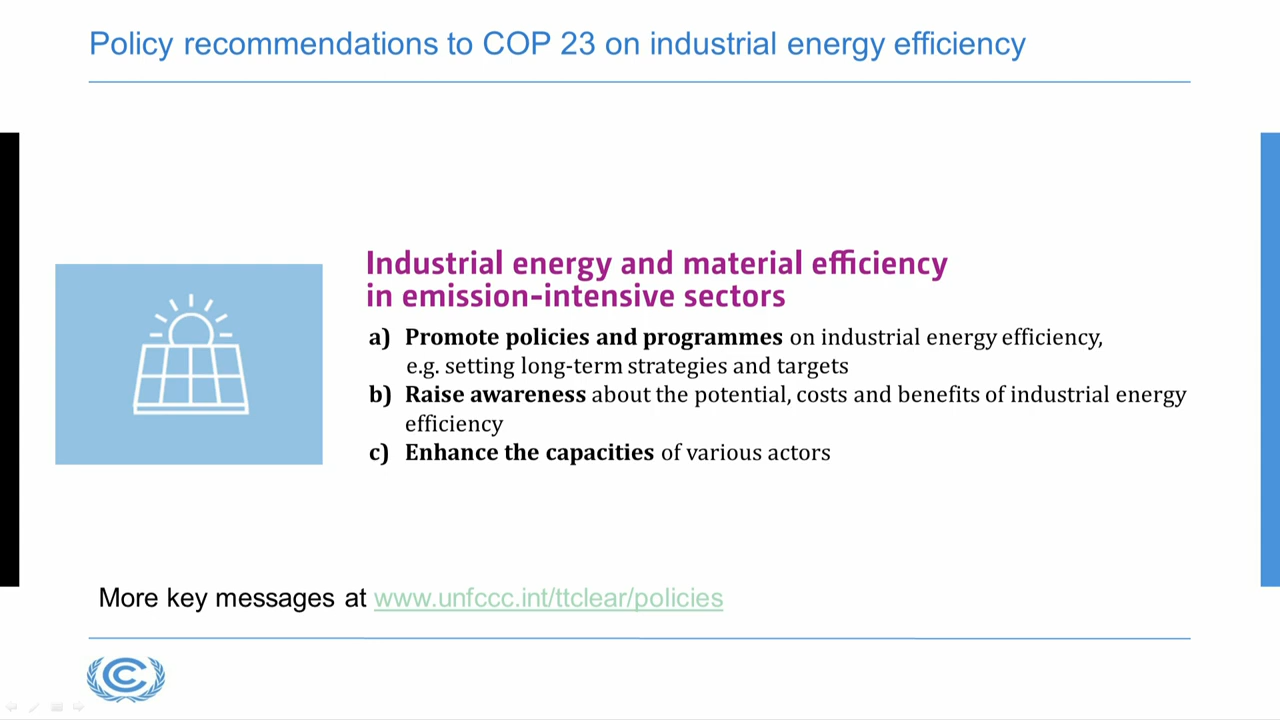 Policy recommendations to COP 23 on industrial energy efficiency
Industrial energy and material efficiency
in emission-intensive sectors
a) Promote policies and programmes on industrial energy efficiency,
e.g. setting long-term strategies and targets
b) Raise awareness about the potential, costs and benefits of industrial energy
efficiency
c) Enhance the capacities of various actors
More key messages at www.unfccc.int/ttclear/policies